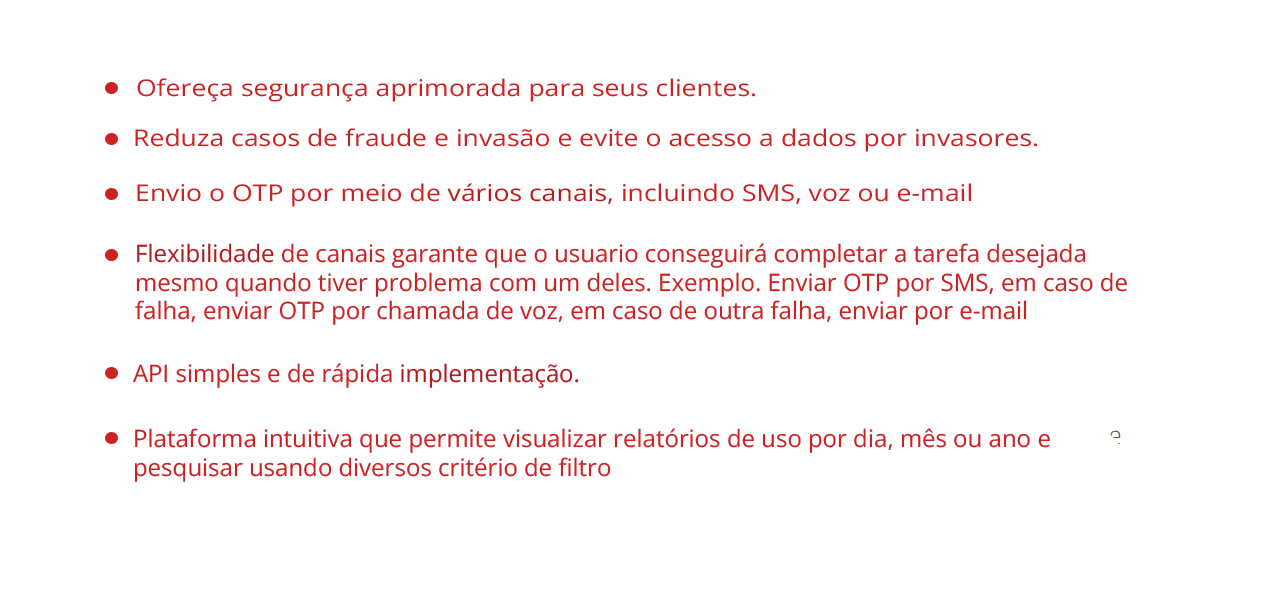 • Ofereça segurança aprimorada para seus clientes.
• Reduza casos de fraude e invasão e evite o acesso a dados por invasores.
• Envio o OTP por meio de vários canais, incluindo SMS, voz ou e-mail
• Flexibilidade de canais garante que o usuario conseguirá completar a tarefa desejada
mesmo quando tiver problema com um deles. Exemplo. Enviar OTP por SMS, em caso de
falha, enviar OTP por chamada de voz, em caso de outra falha, enviar por e-mail
• API simples e de rápida implementação.
• Plataforma intuitiva que permite visualizar relatórios de uso por dia, mês ou ano e
pesquisar usando diversos critério de filtro